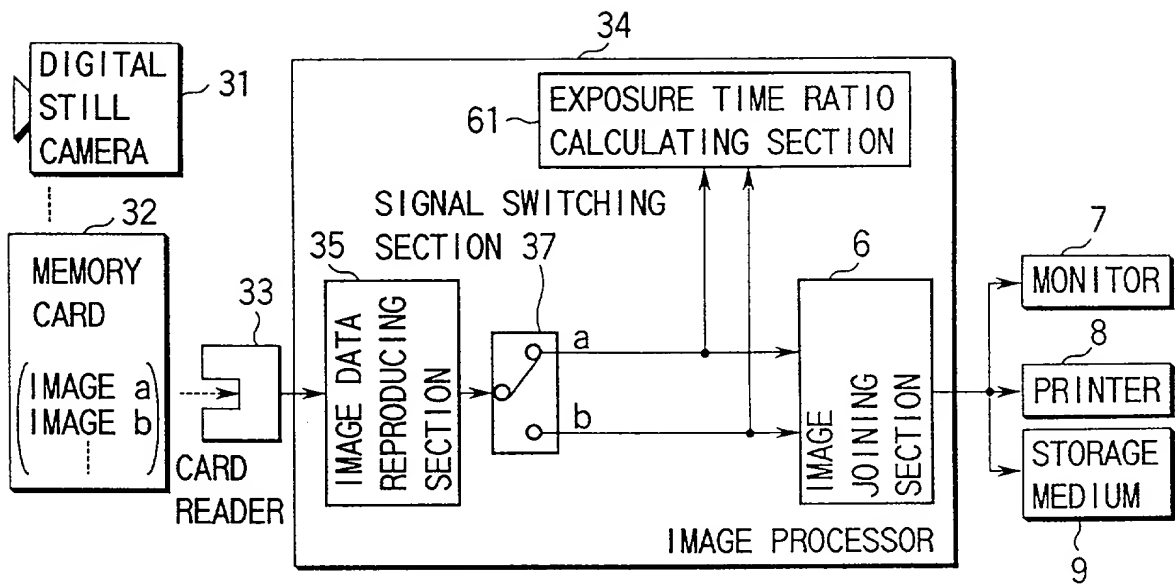 34
DIGITAL
STILL
CAMERA
31
61
EXPOSURE TIME RATIO
CALCULATING SECTION
32
MEMORY
CARD
(IMAGE a)
(IMAGE b)
33
CARD
READER
35
IMAGE DATA
REPRODUCING
SECTION
SIGNAL SWITCHING
SECTION
37
a
b
6
IMAGE
JOINING
SECTION
IMAGE PROCESSOR
7
MONITOR
8
PRINTER
STORAGE
MEDIUM
9